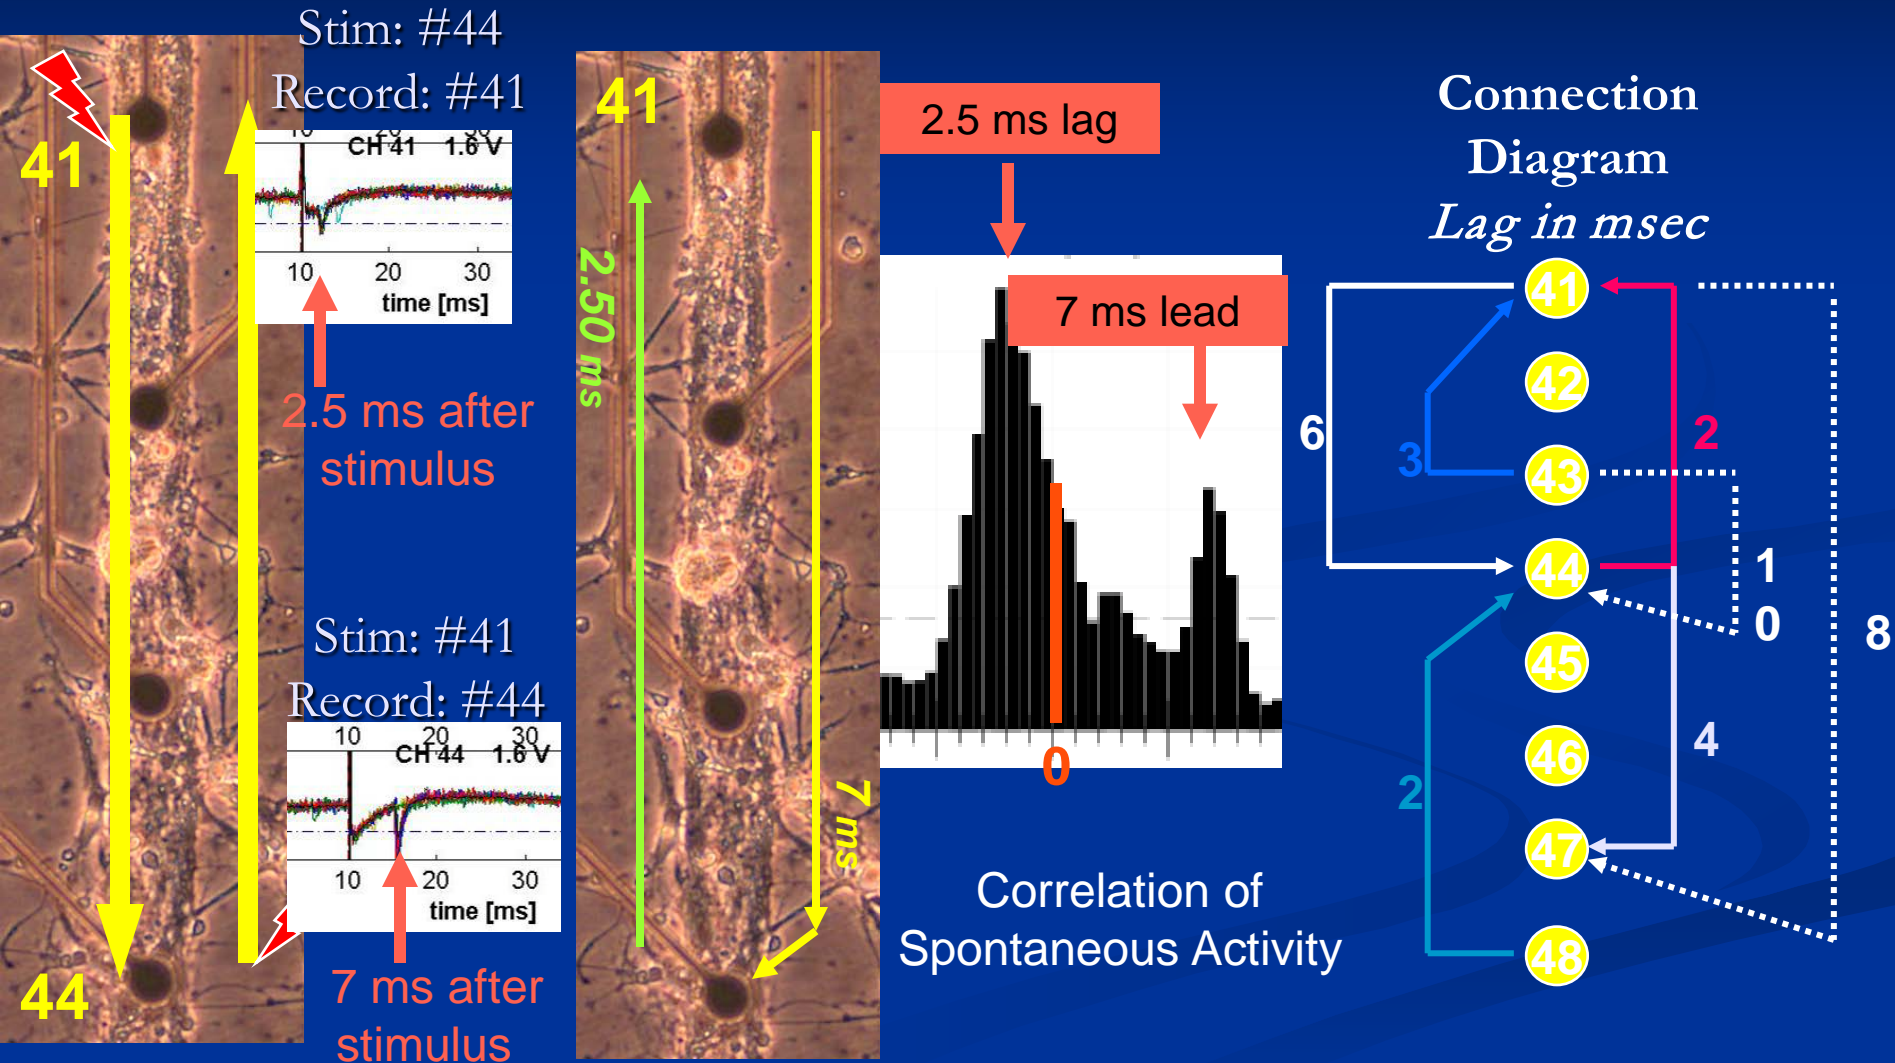 Stim: #44
Record: #41
41
10 20 30
CH 41 1.6 V
10 20 30
time [ms]
2.5 ms after
stimulus
Stim: #41
Record: #44
10 20 30
CH 44 1.6 V
10 20 30
time [ms]
7 ms after
stimulus
44
41
2.50 ms
7 ms
2.5 ms lag
7 ms lead
0
Correlation of
Spontaneous Activity
Connection
Diagram
Lag in msec
41
42
43
44
45
46
47
48
6
3
2
1
0
8
4
2